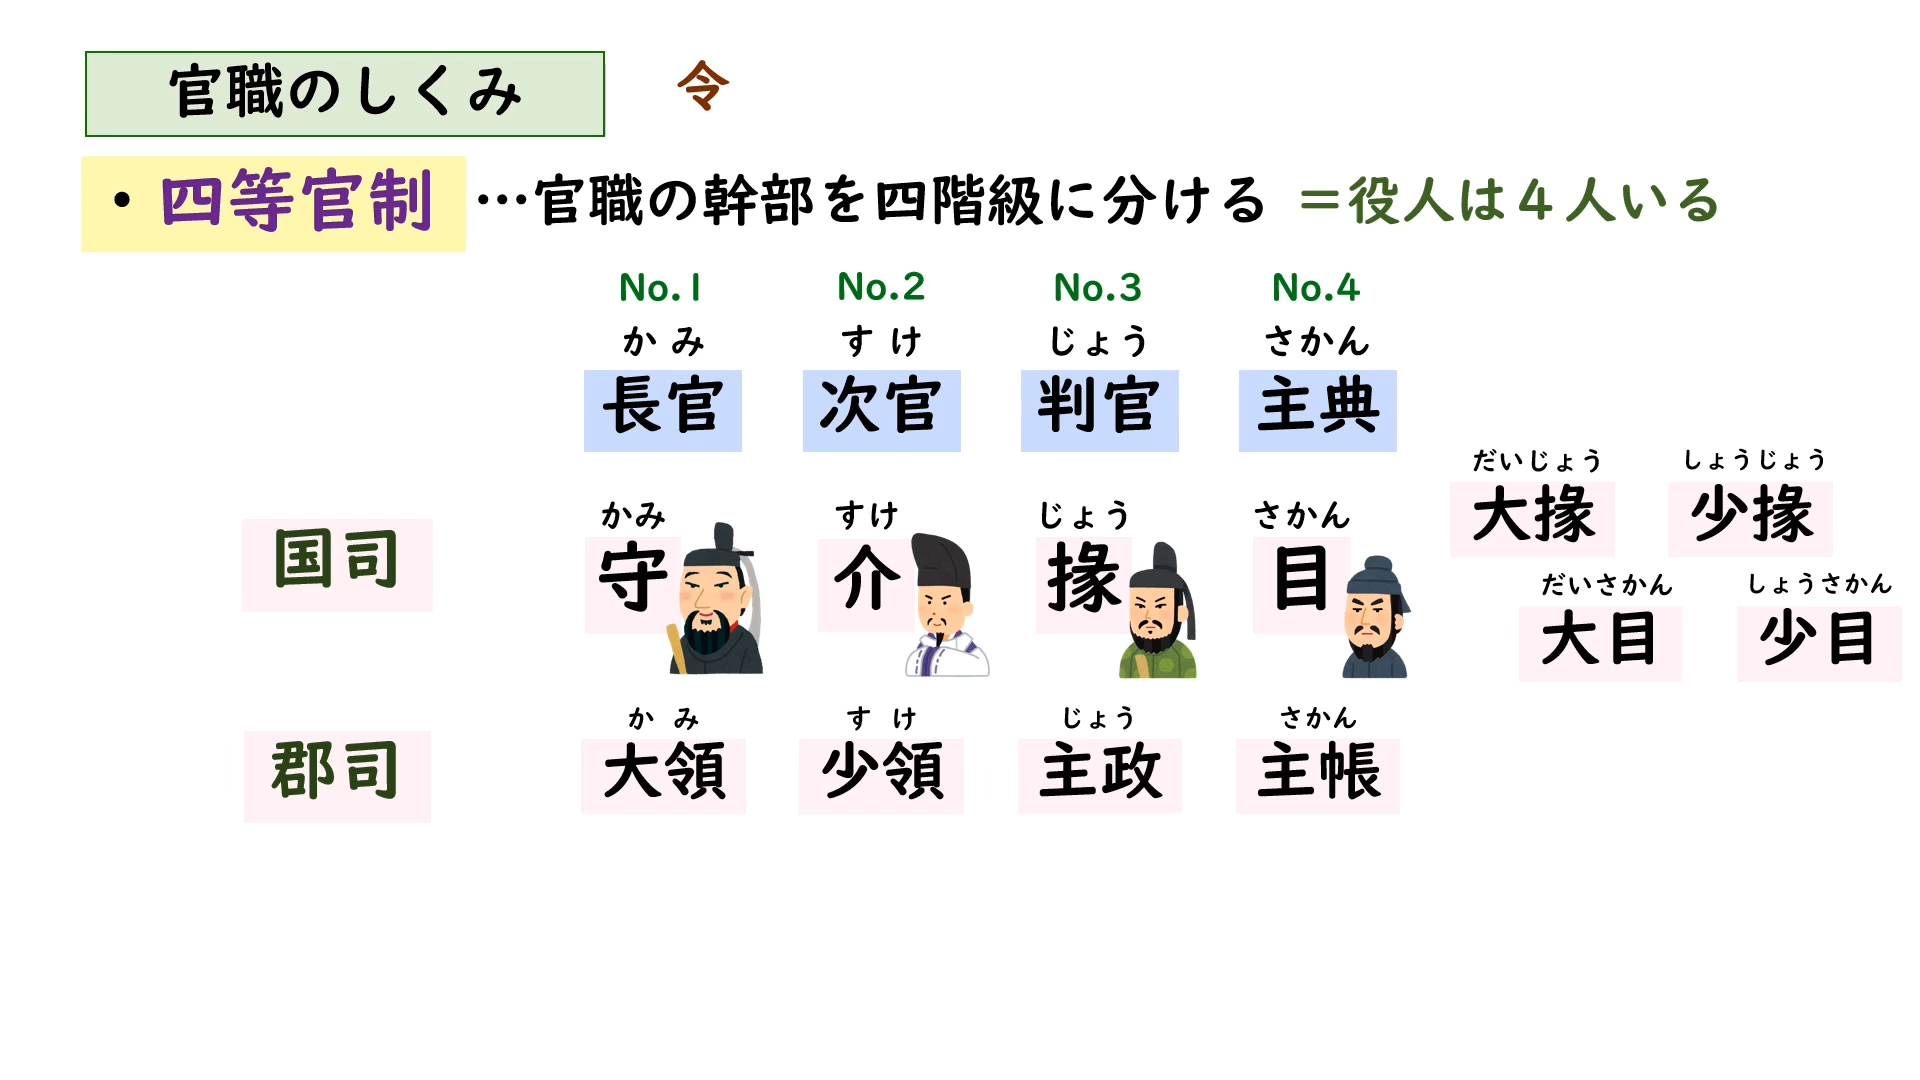 官職のしくみ 令
・四等官制 …官職の幹部を四階級に分ける ＝役人は４人いる
No.1 No.2 No.3 No.4
かみ すけ じょう さかん
長官 次官 判官 主典
だいじょう しょうじょう
大掾 少掾
かみ すけ じょう さかん
国司 守 介 掾 目
だいさかん しょうさかん
大目 少目
かみ すけ じょう さかん
郡司 大領 少領 主政 主帳